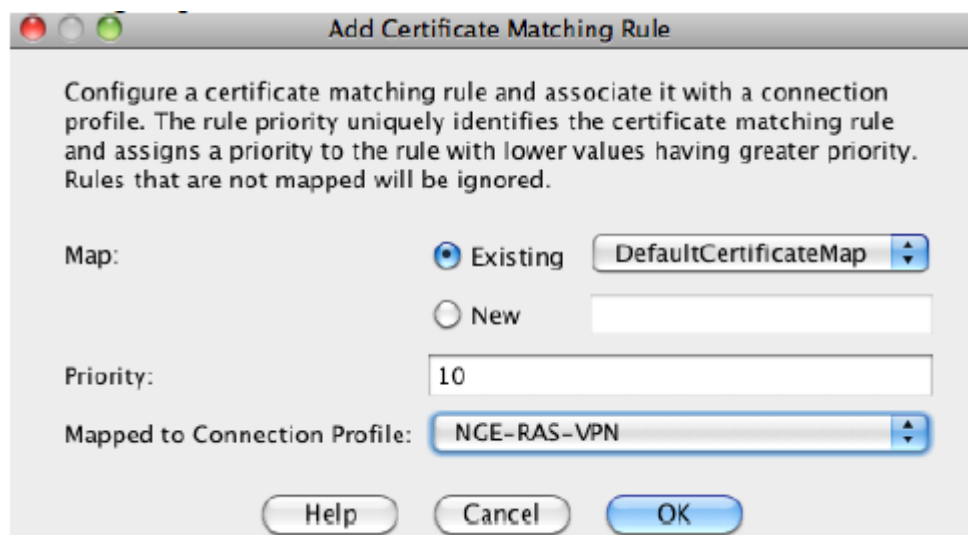 Add Certificate Matching Rule
Configure a certificate matching rule and associate it with a connection
profile. The rule priority uniquely identifies the certificate matching rule
and assigns a priority to the rule with lower values having greater priority.
Rules that are not mapped will be ignored.
Map: Existing DefaultCertificateMap
New
Priority: 10
Mapped to Connection Profile: NGE-RAS-VPN
Help Cancel OK